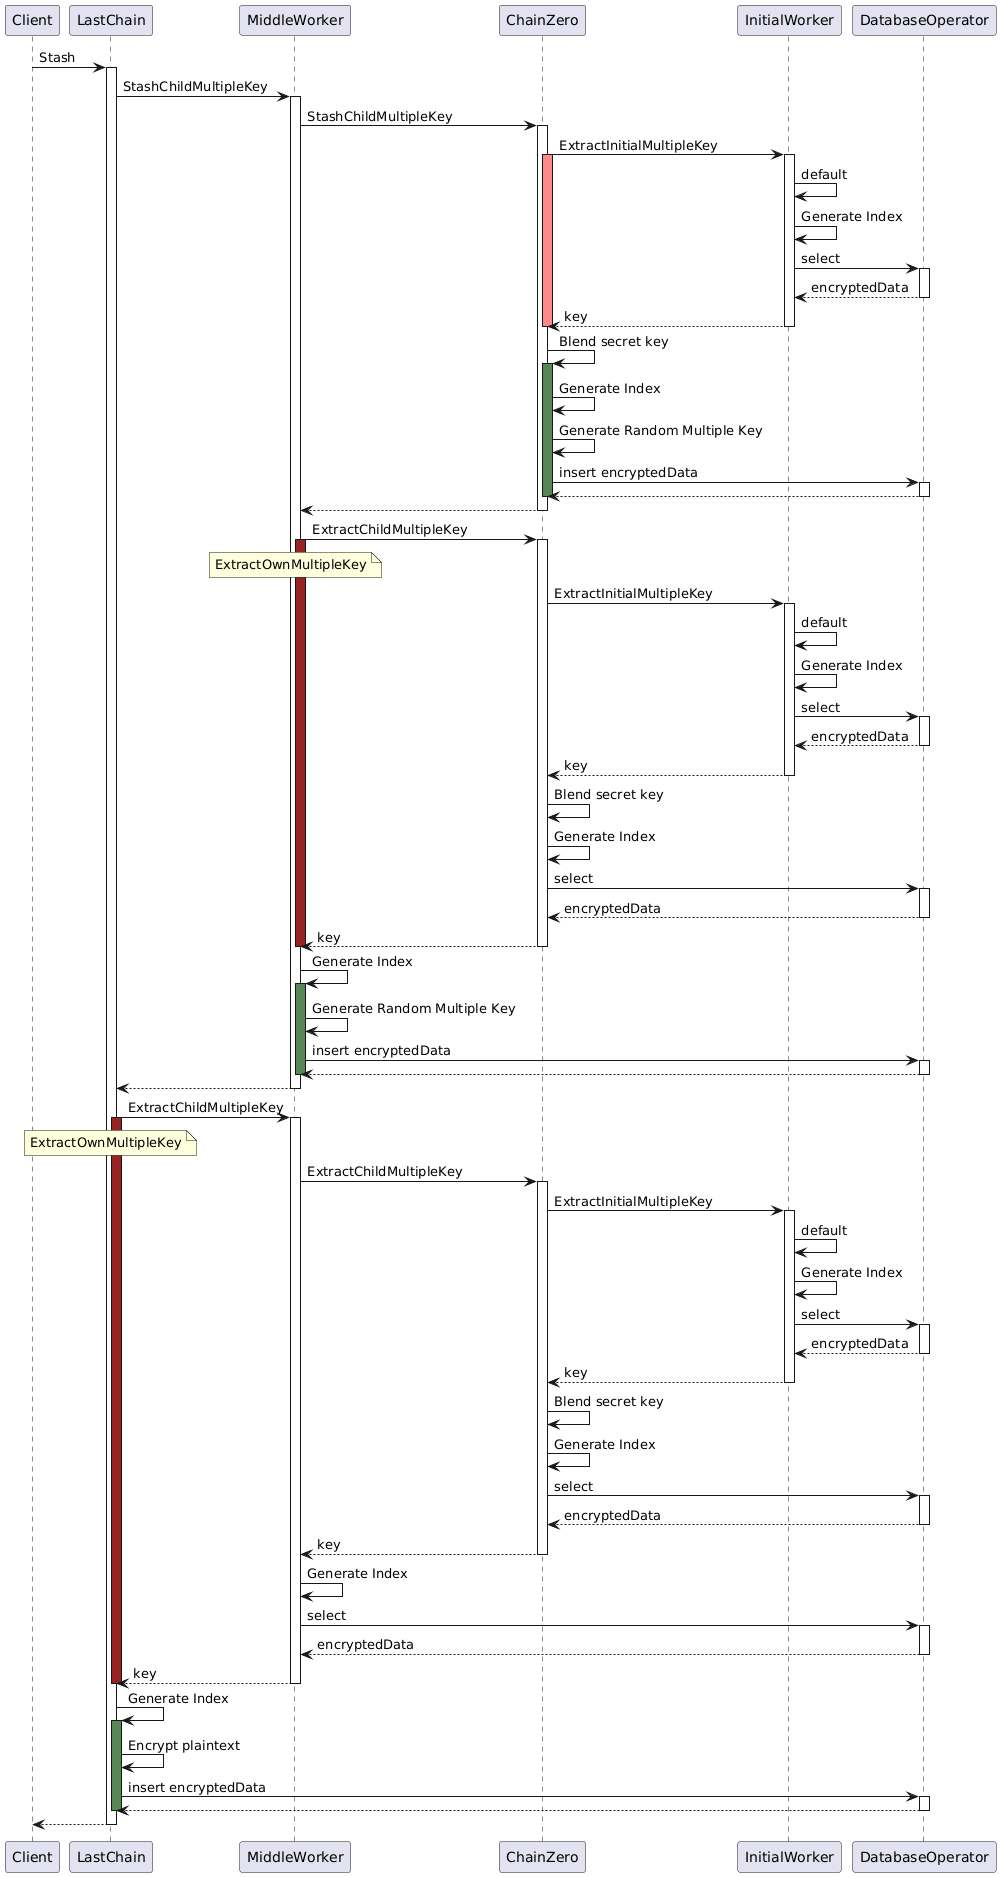 Client LastChain MiddleWorker ChainZero InitialWorker DatabaseOperator
Stash
StashChildMultipleKey
StashChildMultipleKey
ExtractInitialMultipleKey
default
Generate Index
select
encryptedData
key
Blend secret key
Generate Index
Generate Random Multiple Key
insert encryptedData
ExtractChildMultipleKey
ExtractOwnMultipleKey
ExtractInitialMultipleKey
default
Generate Index
select
encryptedData
key
Blend secret key
Generate Index
select
encryptedData
key
Generate Index
Generate Random Multiple Key
insert encryptedData
ExtractChildMultipleKey
ExtractOwnMultipleKey
ExtractChildMultipleKey
ExtractInitialMultipleKey
default
Generate Index
select
encryptedData
key
Blend secret key
Generate Index
select
encryptedData
key
Generate Index
select
encryptedData
key
Generate Index
Encrypt plaintext
insert encryptedData
Client LastChain MiddleWorker ChainZero InitialWorker DatabaseOperator